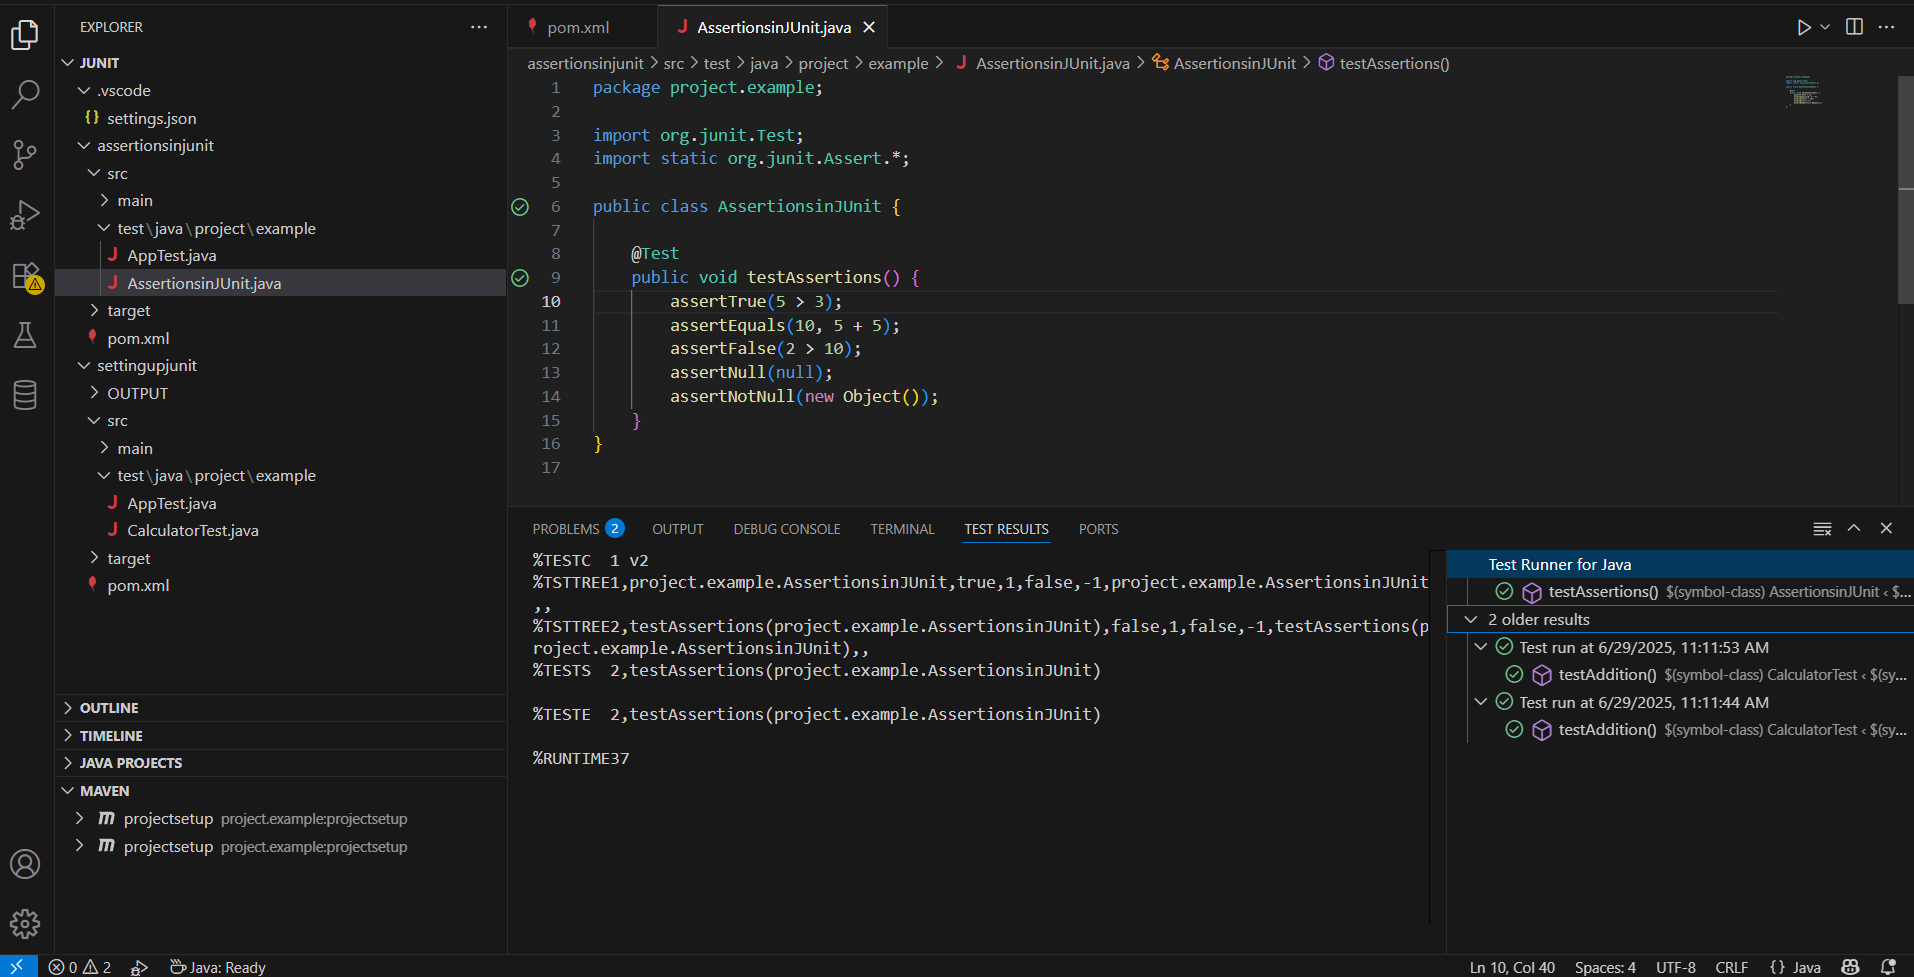 EXPLORER
JUNIT
.vscode
{} settings.json
assertionsinjunit
src
main
test\java\project\example
J AppTest.java
J AssertionsinJUnit.java
target
pom.xml
settingupjunit
OUTPUT
src
main
test\java\project\example
J AppTest.java
J CalculatorTest.java
target
pom.xml
OUTLINE
TIMELINE
JAVA PROJECTS
MAVEN
m projectsetup project.example:projectsetup
m projectsetup project.example:projectsetup
pom.xml J AssertionsinJUnit.java
assertionsinjunit > src > test > java > project > example > J AssertionsinJUnit.java > AssertionsinJUnit > testAssertions()
1 package project.example;
2
3 import org.junit.Test;
4 import static org.junit.Assert.*;
5
6 public class AssertionsinJUnit {
7
8 @Test
9 public void testAssertions() {
10 assertTrue(5 > 3);
11 assertEquals(10, 5 + 5);
12 assertFalse(2 > 10);
13 assertNull(null);
14 assertNotNull(new Object());
15 }
16 }
17
PROBLEMS 2 OUTPUT DEBUG CONSOLE TERMINAL TEST RESULTS PORTS
%TESTC 1 v2
%TSTTREE1,project.example.AssertionsinJUnit,true,1,false,-1,project.example.AssertionsinJUnit
,,
%TSTTREE2,testAssertions(project.example.AssertionsinJUnit),false,1,false,-1,testAssertions(p
roject.example.AssertionsinJUnit),,
%TESTS 2,testAssertions(project.example.AssertionsinJUnit)
%TESTE 2,testAssertions(project.example.AssertionsinJUnit)
%RUNTIME37
Test Runner for Java
testAssertions() $(symbol-class) AssertionsinJUnit ‹ $...
2 older results
Test run at 6/29/2025, 11:11:53 AM
testAddition() $(symbol-class) CalculatorTest ‹ $(sy...
Test run at 6/29/2025, 11:11:44 AM
testAddition() $(symbol-class) CalculatorTest ‹ $(sy...
0 2 Java: Ready Ln 10, Col 40 Spaces: 4 UTF-8 CRLF {} Java